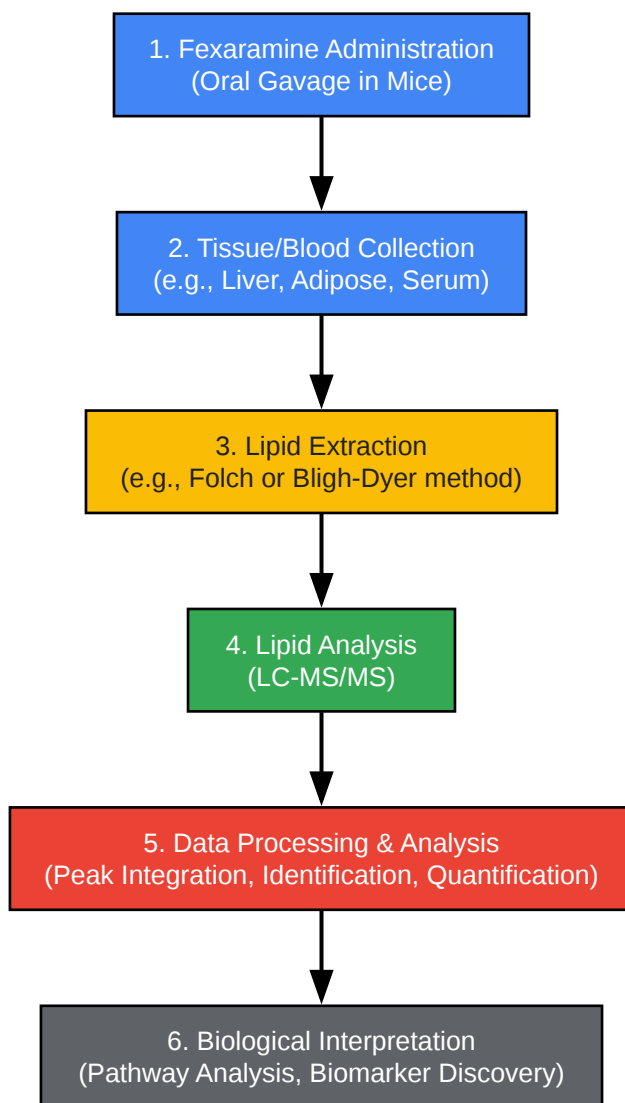 1. Fexaramine Administration
(Oral Gavage in Mice)
2. Tissue/Blood Collection
(e.g., Liver, Adipose, Serum)
3. Lipid Extraction
(e.g., Folch or Bligh-Dyer method)
4. Lipid Analysis
(LC-MS/MS)
5. Data Processing & Analysis
(Peak Integration, Identification, Quantification)
6. Biological Interpretation
(Pathway Analysis, Biomarker Discovery)